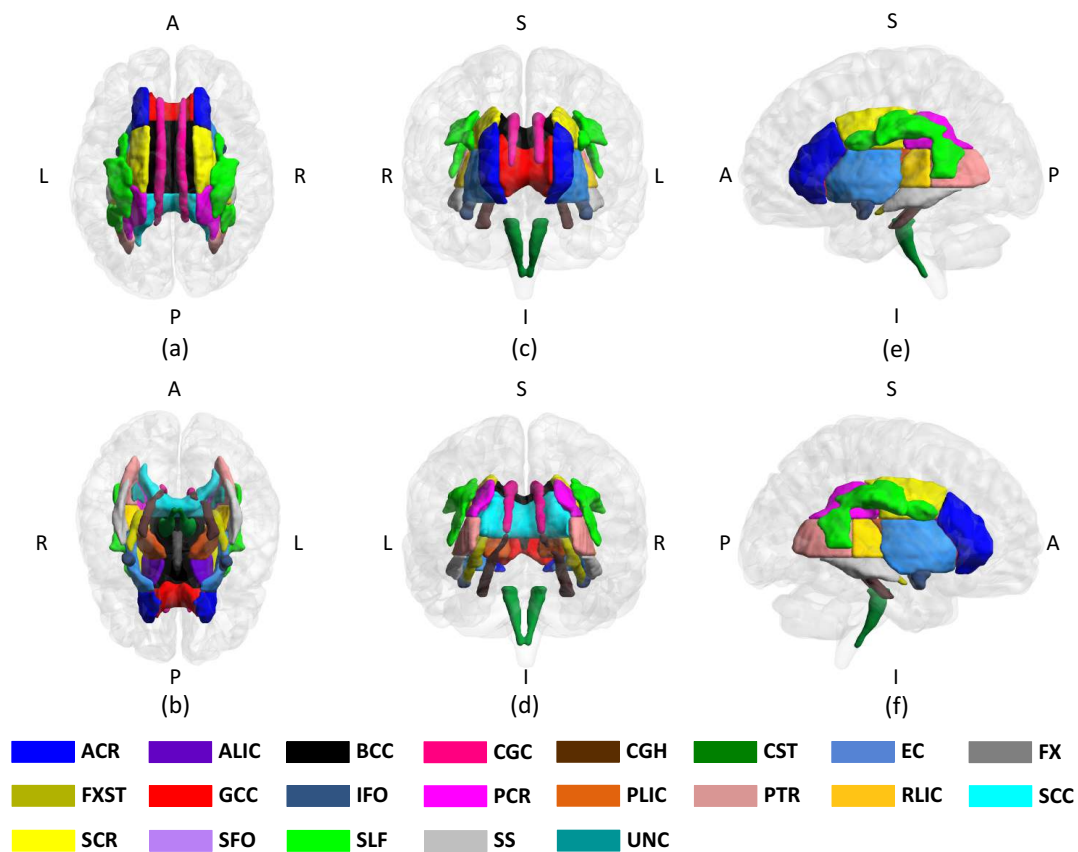 A S S
L R R L A P
P I I
(a) (c) (e)
A S S
R L L R P A
P I I
(b) (d) (f)
ACR ALIC BCC CGC CGH CST EC FX
FXST GCC IFO PCR PLIC PTR RLIC SCC
SCR SFO SLF SS UNC